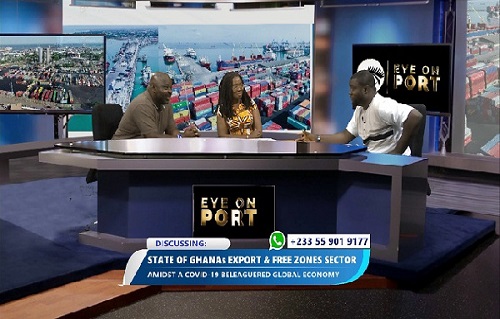 EYE ON
PORT
EYE ON
PORT
DISCUSSING:
+233 55 901 9177
STATE OF GHANAs EXPORT & FREE ZONES SECTOR
AMIDST A COVID-19 BELEAGUERED GLOBAL ECONOMY